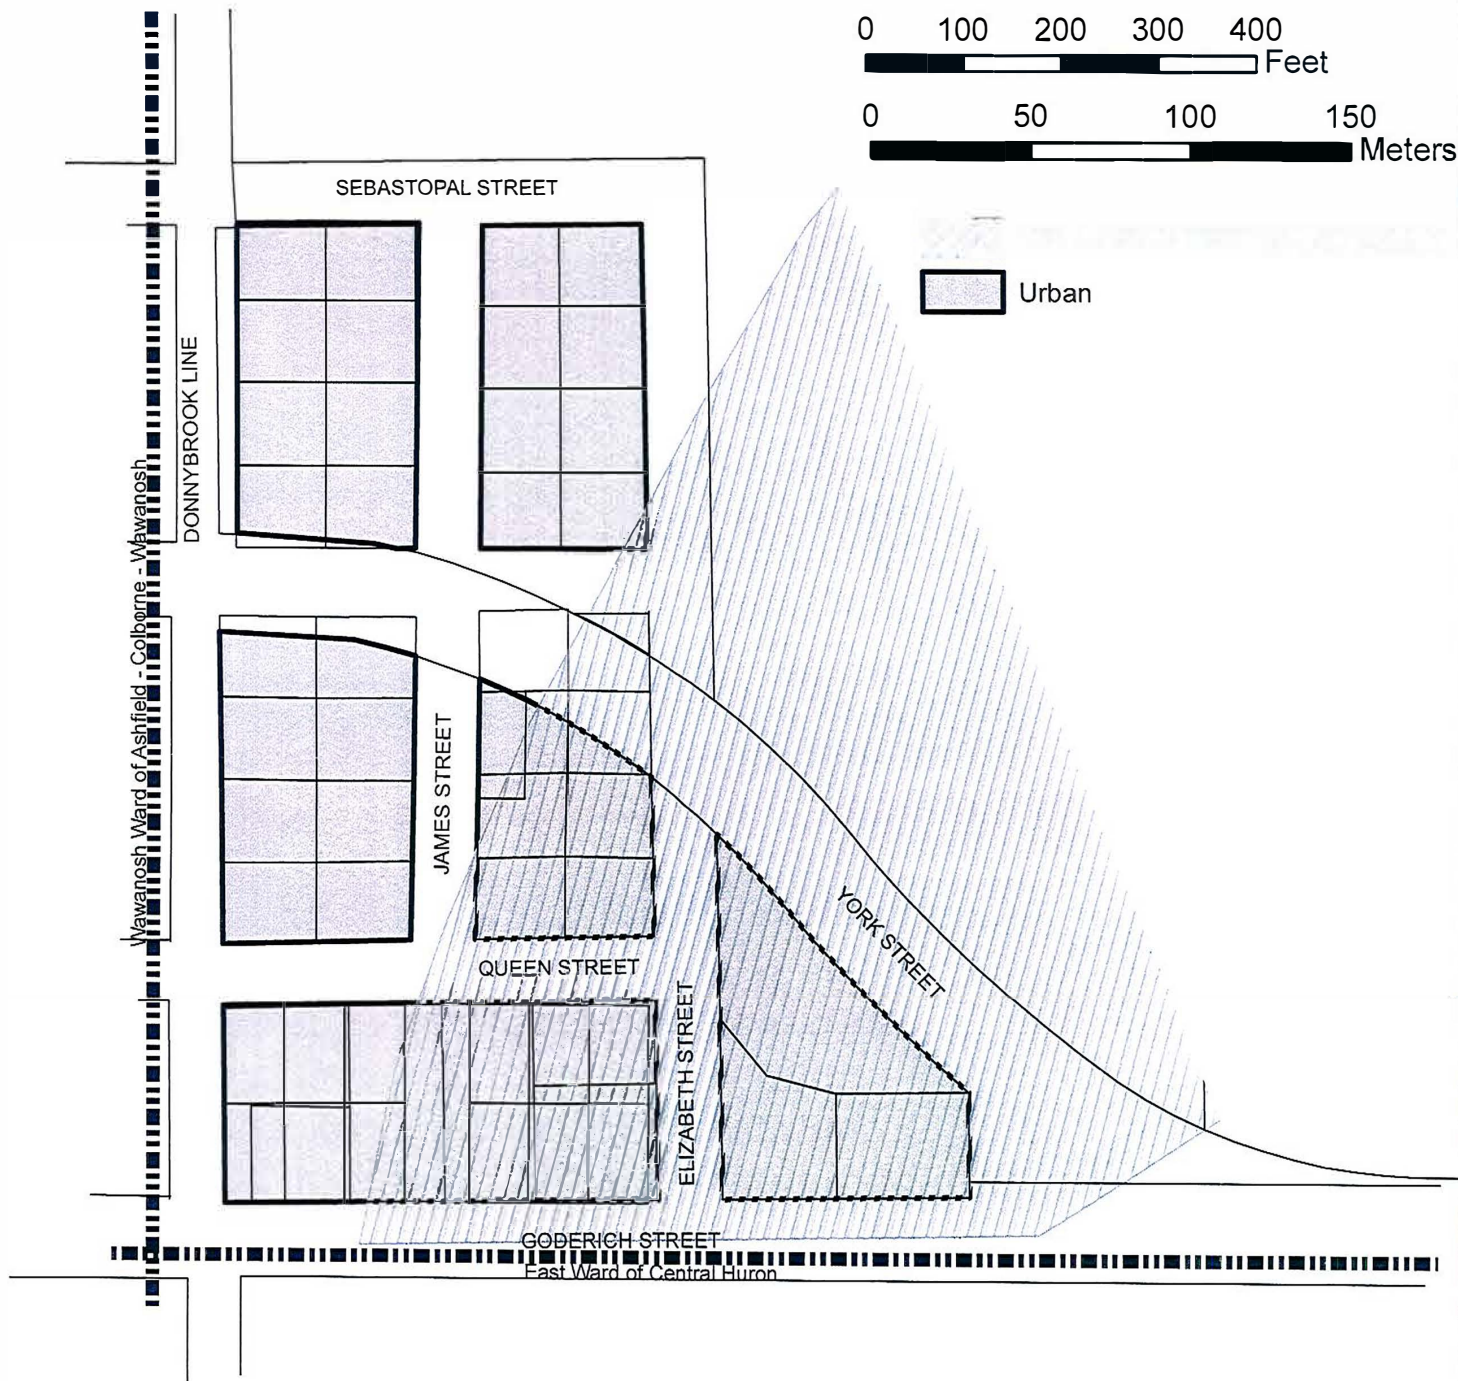 0 100 200 300 400
Feet
0 50 100 150
Meters
SEBASTOPAL STREET
Urban
DONNYBROOK LINE
Wawanosh Ward of Ashfield - Colborne - Wawanosh
JAMES STREET
YORK STREET
QUEEN STREET
ELIZABETH STREET
GODERICH STREET
East Ward of Central Huron